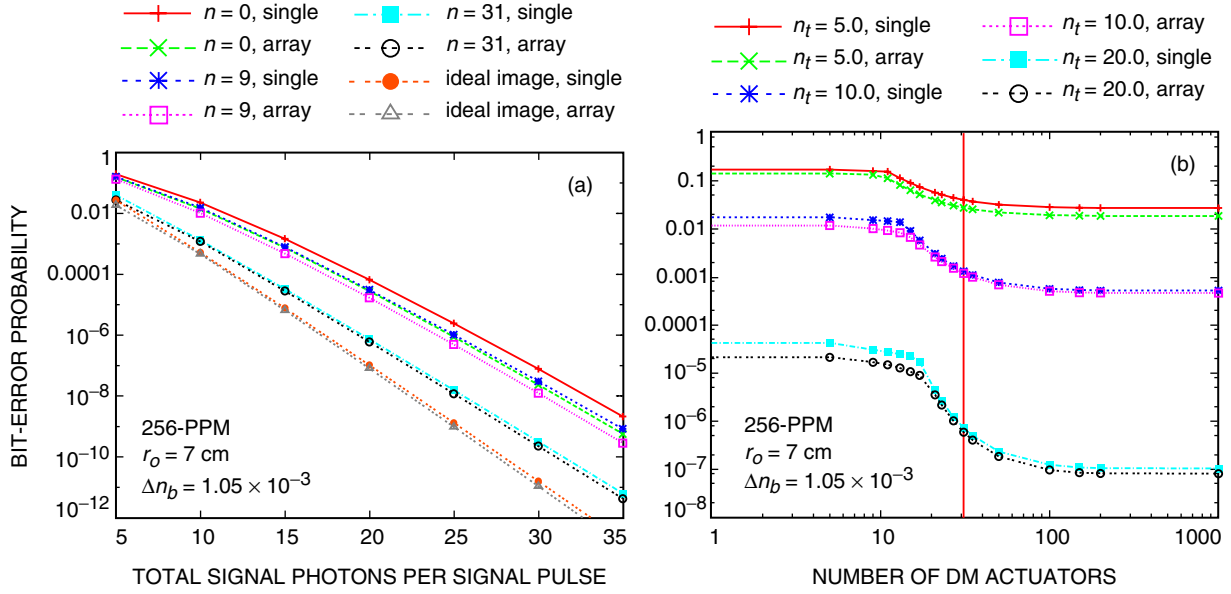 n = 0, single
n = 0, array
n = 9, single
n = 9, array
n = 31, single
n = 31, array
ideal image, single
ideal image, array
BIT-ERROR PROBABILITY
1
0.01
0.0001
10−6
10−8
10−10
10−12
(a)
256-PPM
ro = 7 cm
Δnb = 1.05 × 10−3
5 10 15 20 25 30 35
TOTAL SIGNAL PHOTONS PER SIGNAL PULSE
nt = 5.0, single
nt = 5.0, array
nt = 10.0, single
nt = 10.0, array
nt = 20.0, single
nt = 20.0, array
1
0.1
0.01
0.001
0.0001
10−5
10−6
10−7
10−8
(b)
256-PPM
ro = 7 cm
Δnb = 1.05 × 10−3
1 10 100 1000
NUMBER OF DM ACTUATORS